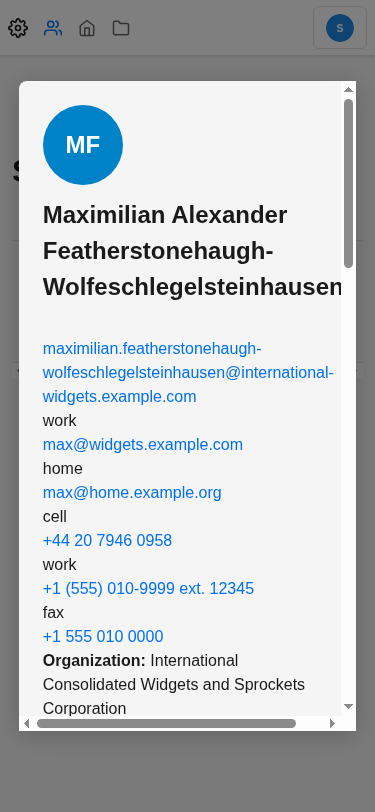 S
S
MF
Maximilian Alexander
Featherstonehaugh-
Wolfeschlegelsteinhausen
maximilian.featherstonehaugh-
wolfeschlegelsteinhausen@international-
widgets.example.com
work
max@widgets.example.com
home
max@home.example.org
cell
+44 20 7946 0958
work
+1 (555) 010-9999 ext. 12345
fax
+1 555 010 0000
Organization: International
Consolidated Widgets and Sprockets
Corporation